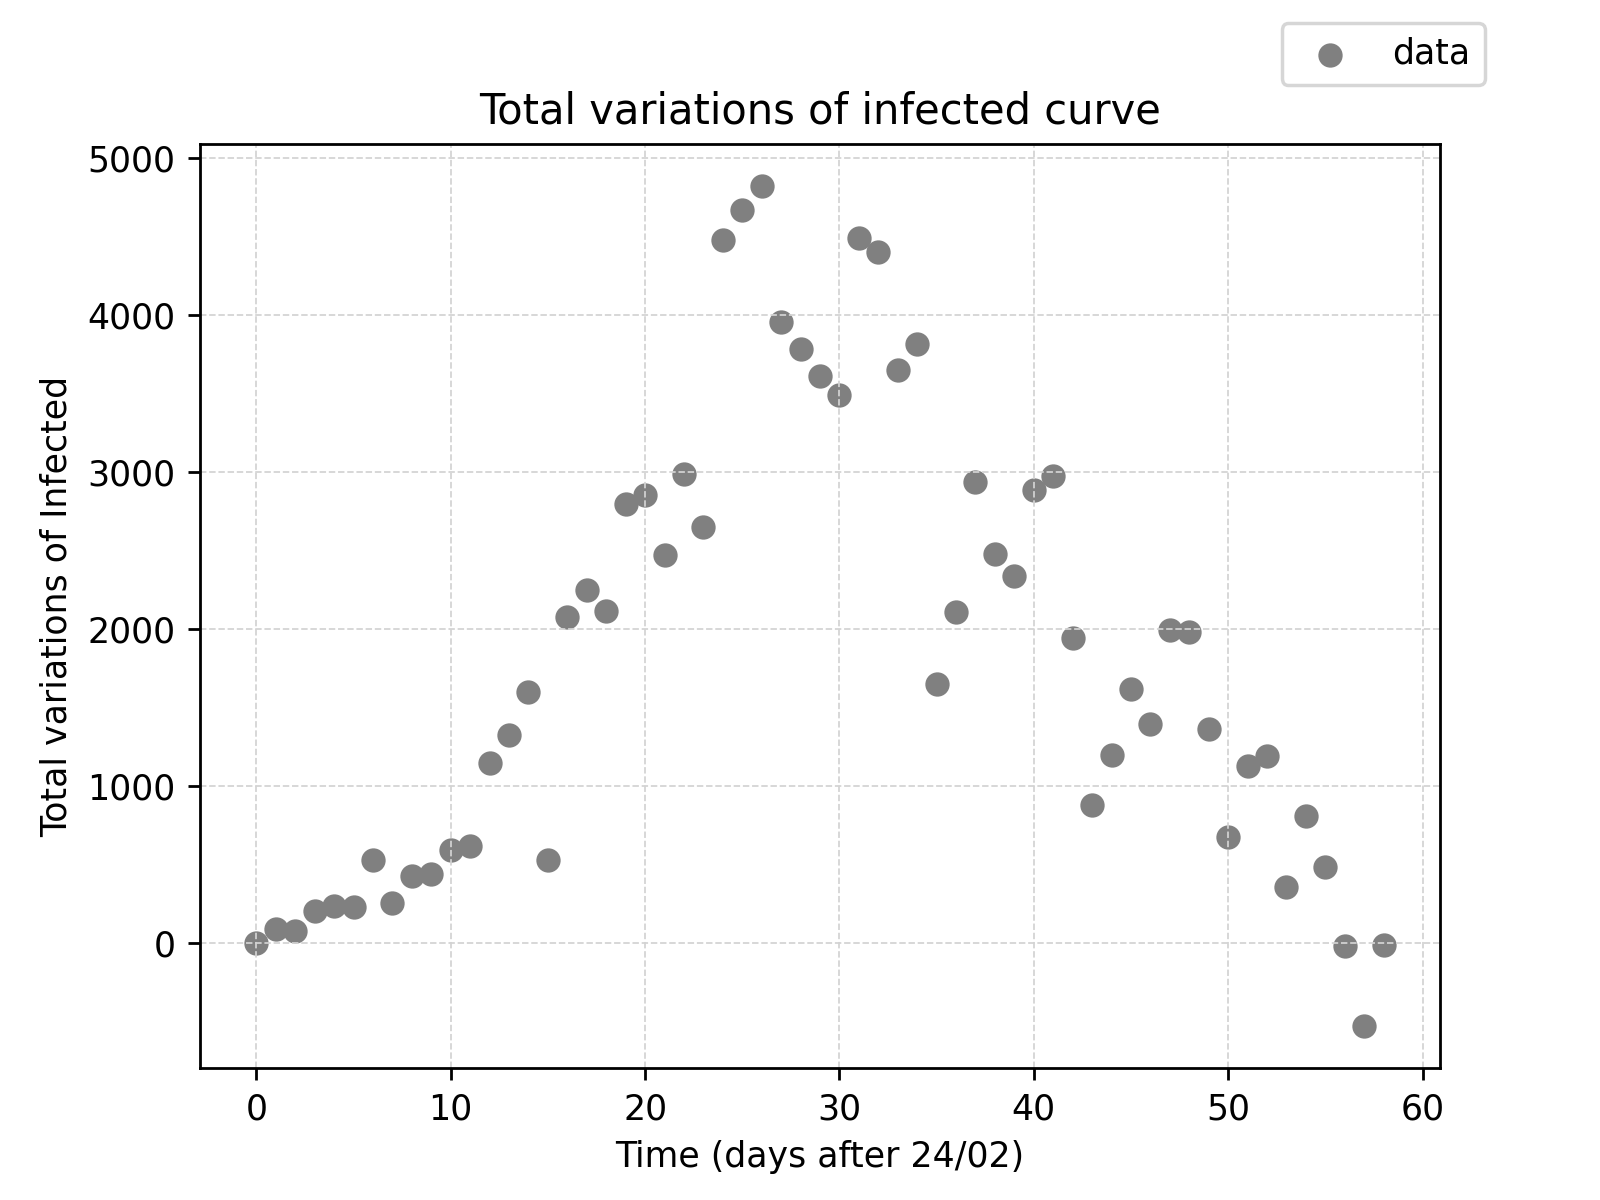 data
Total variations of infected curve
5000
4000
3000
2000
1000
0
Total variations of Infected
0 10 20 30 40 50 60
Time (days after 24/02)